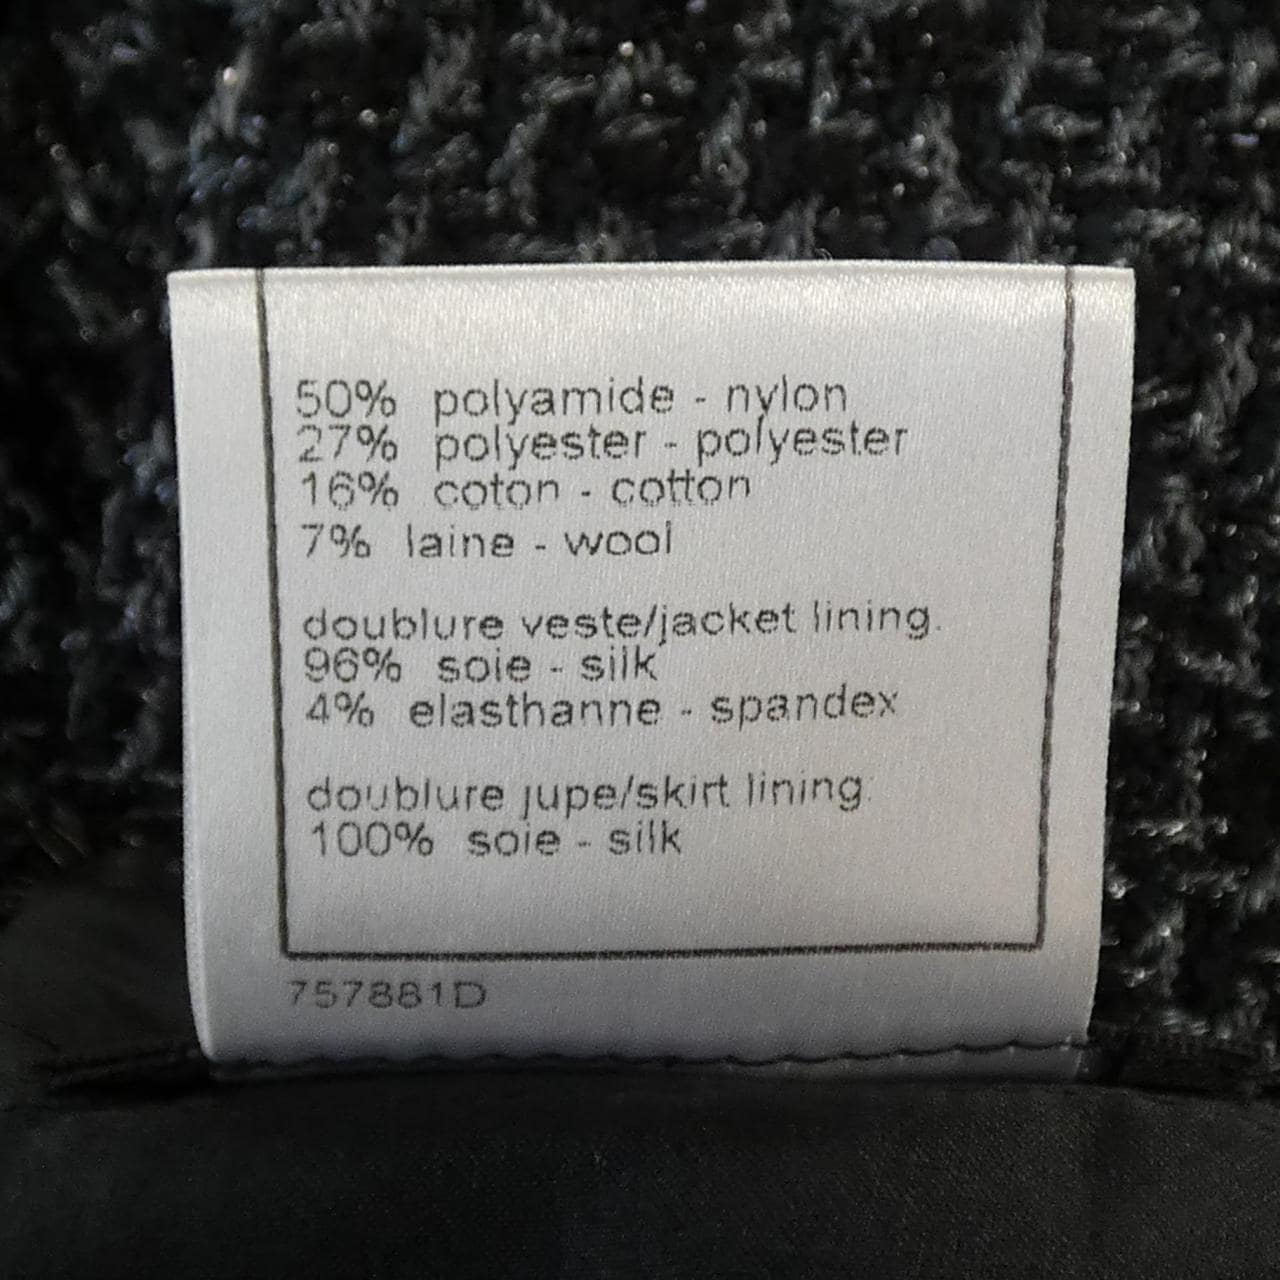 50% polyamide - nylon
27% polyester - polyester
16% coton - cotton
7% laine - wool
doublure veste/jacket lining:
96% soie - silk
4% elasthanne - spandex
doublure jupe/skirt lining:
100% soie - silk
757881D